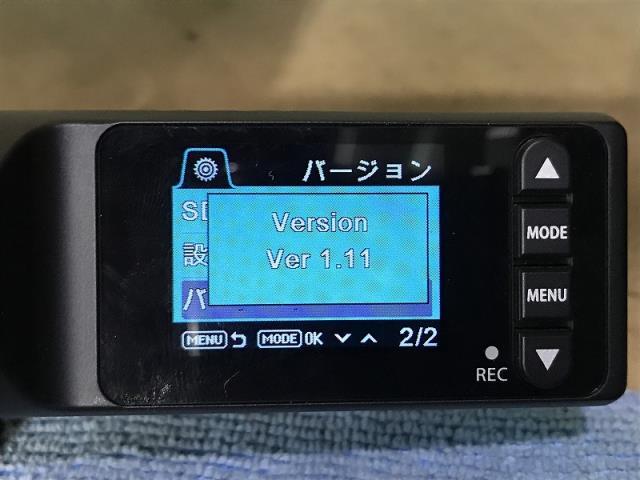 バージョン
Version
Ver 1.11
設
バ
MENU MODE OK 2/2
MODE
MENU
REC